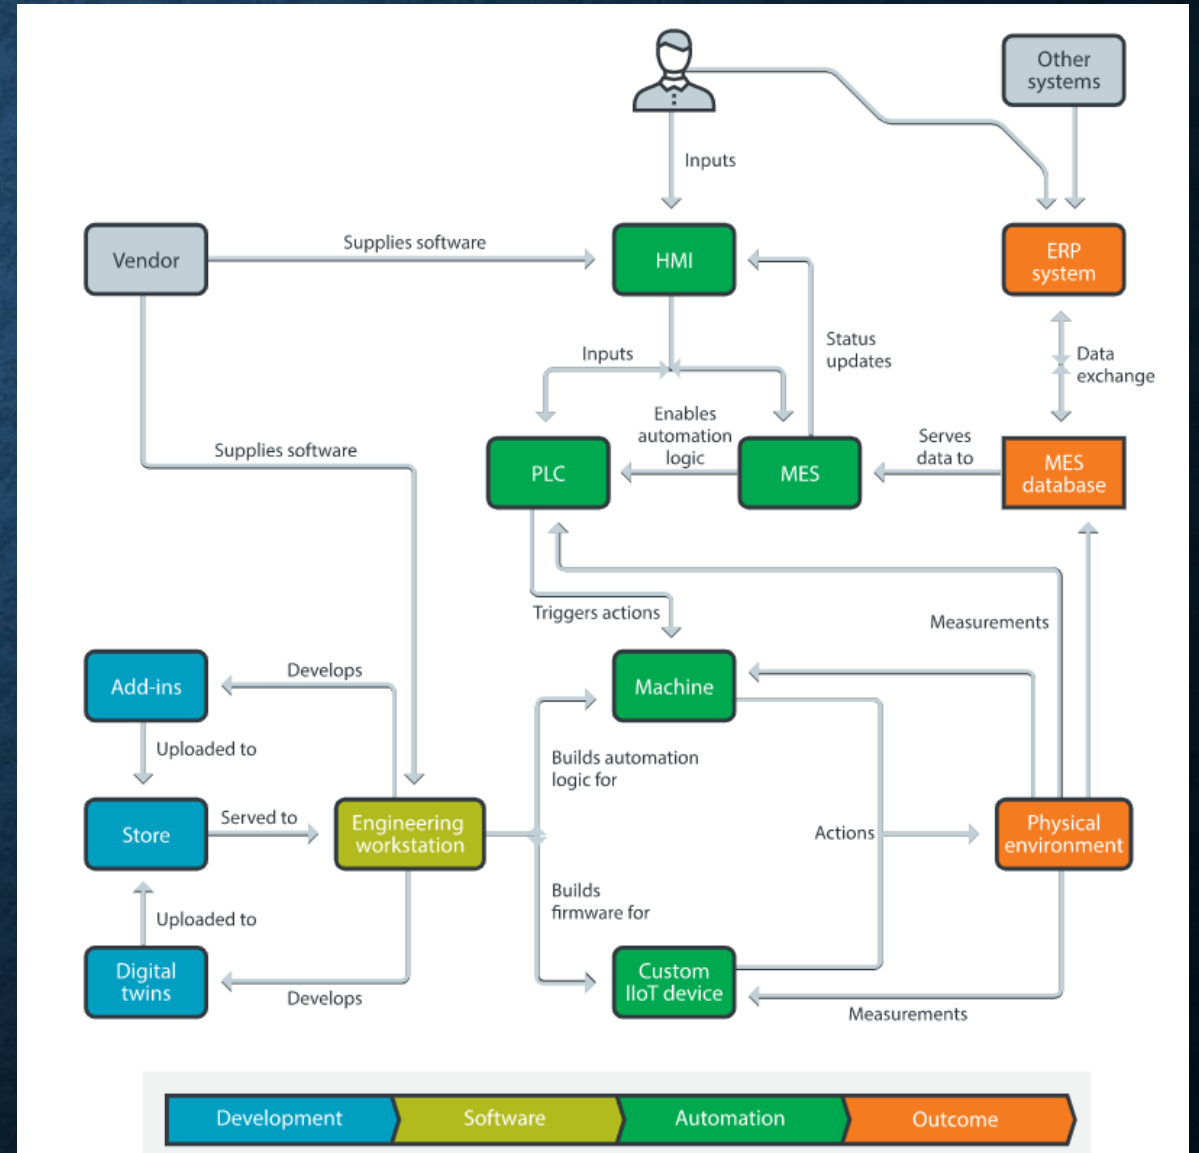 Other
systems
Inputs
Vendor
Supplies software
HMI
ERP
system
Status
updates
Data
exchange
Inputs
Enables
automation
logic
Supplies software
PLC
MES
Serves
data to
MES
database
Triggers actions
Measurements
Add-ins
Develops
Machine
Uploaded to
Builds automation
logic for
Store
Served to
Engineering
workstation
Actions
Physical
environment
Uploaded to
Builds
firmware for
Digital
twins
Develops
Custom
IIoT device
Measurements
Development
Software
Automation
Outcome